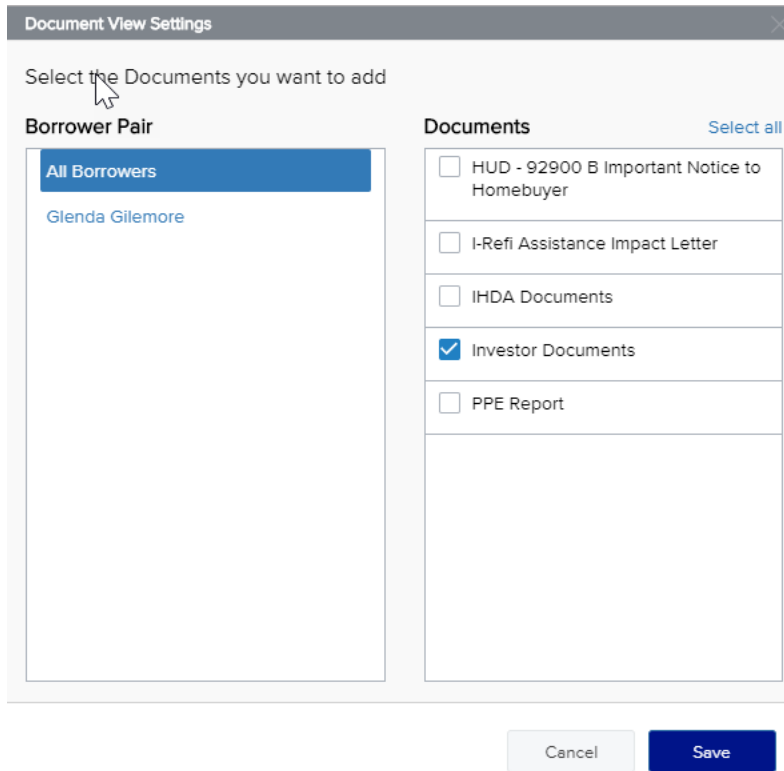 Document View Settings
Select the Documents you want to add
Borrower Pair
All Borrowers
Glenda Gilemore
Documents
Select all
HUD - 92900 B Important Notice to
Homebuyer
I-Refi Assistance Impact Letter
IHDA Documents
Investor Documents
PPE Report
Cancel
Save